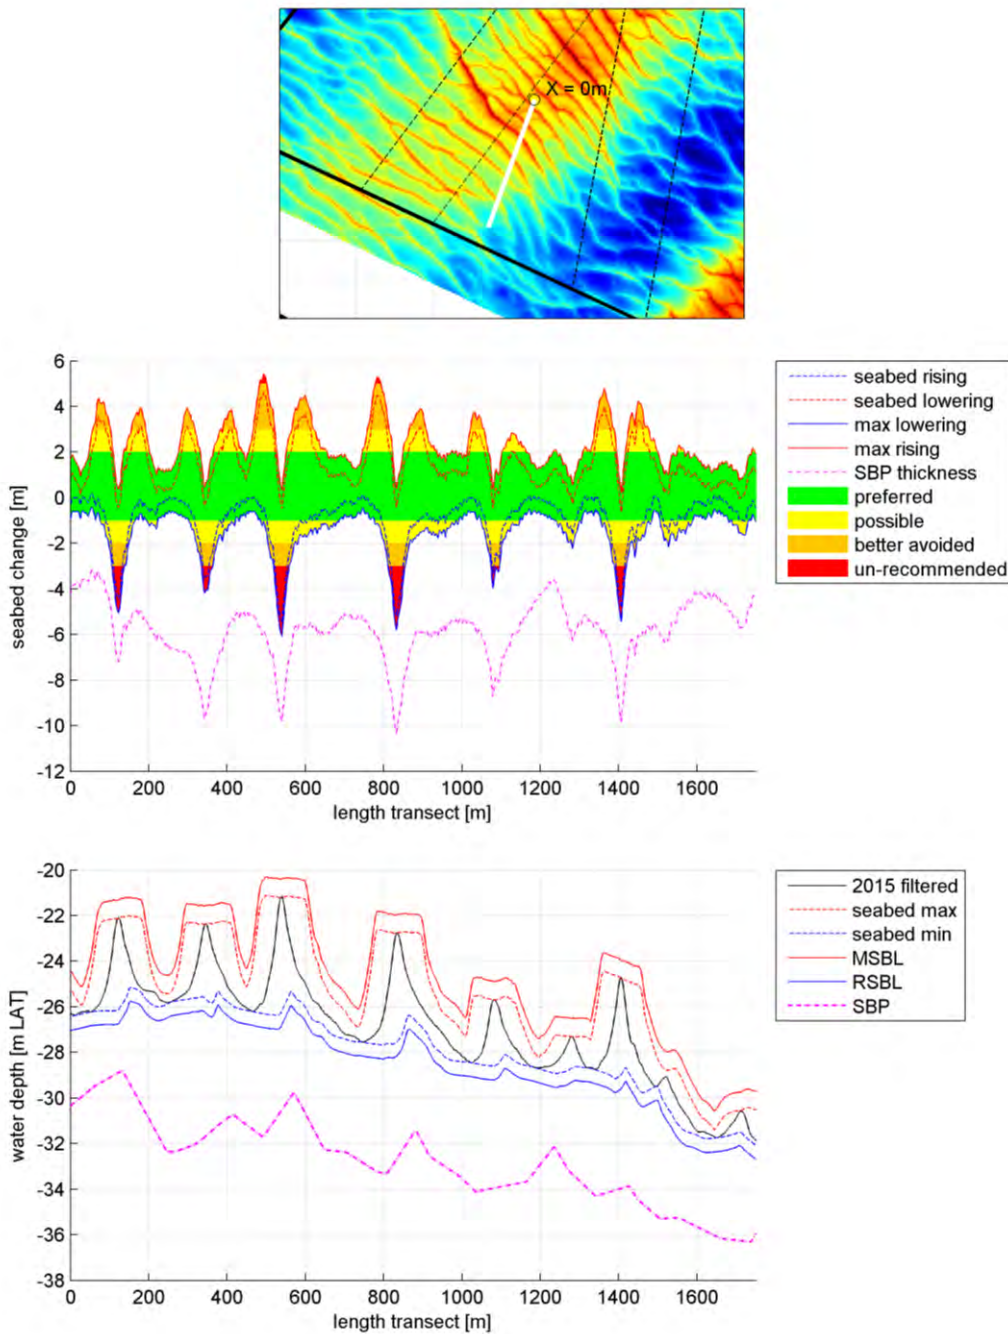 X = 0m
6
4
2
0
-2
-4
-6
-8
-10
-12
seabed change [m]
0 200 400 600 800 1000 1200 1400 1600
length transect [m]
seabed rising
seabed lowering
max lowering
max rising
SBP thickness
preferred
possible
better avoided
un-recommended
-20
-22
-24
-26
-28
-30
-32
-34
-36
-38
water depth [m LAT]
0 200 400 600 800 1000 1200 1400 1600
length transect [m]
2015 filtered
seabed max
seabed min
MSBL
RSBL
SBP